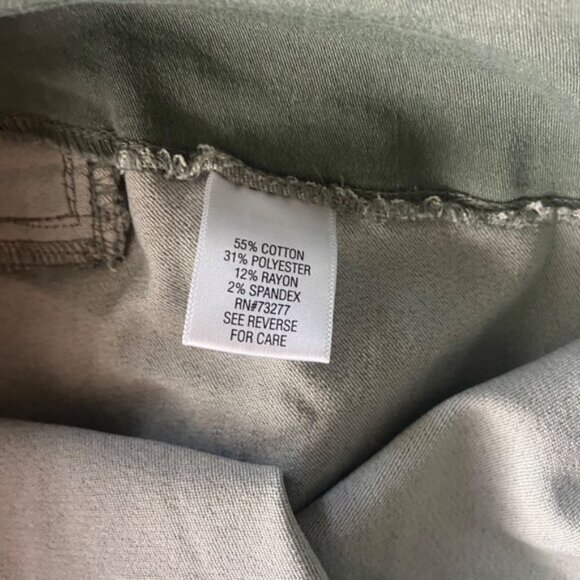 55% COTTON
31% POLYESTER
12% RAYON
2% SPANDEX
RN#73277
SEE REVERSE
FOR CARE